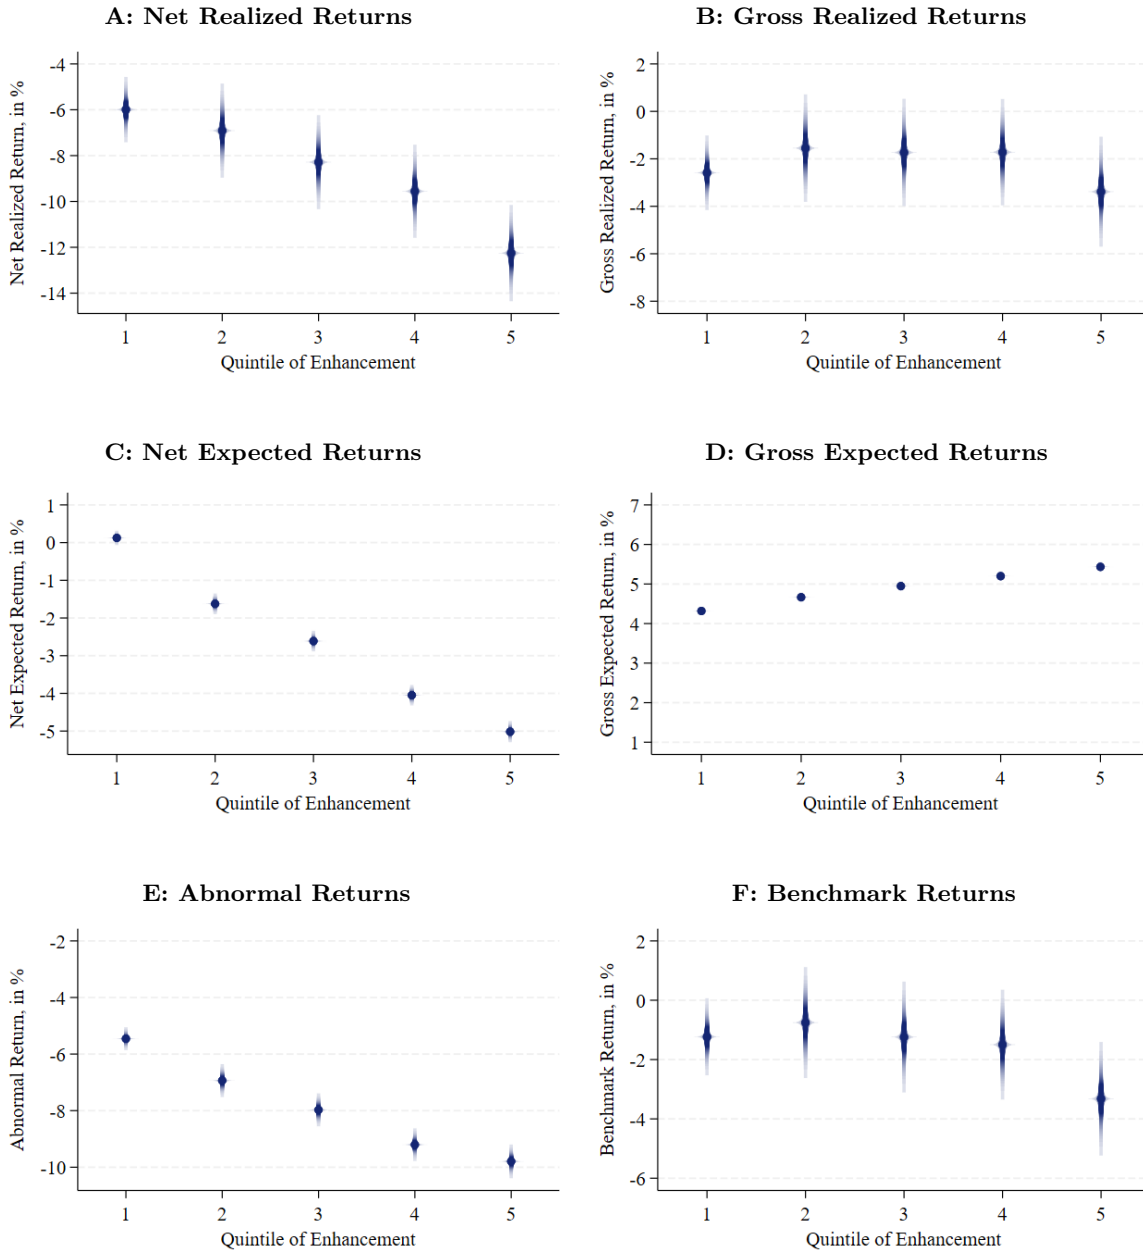 A: Net Realized Returns
Net Realized Return, in %
-4
-6
-8
-10
-12
-14
1 2 3 4 5
Quintile of Enhancement
B: Gross Realized Returns
Gross Realized Return, in %
2
0
-2
-4
-6
-8
1 2 3 4 5
Quintile of Enhancement
C: Net Expected Returns
Net Expected Return, in %
1
0
-1
-2
-3
-4
-5
1 2 3 4 5
Quintile of Enhancement
D: Gross Expected Returns
Gross Expected Return, in %
7
6
5
4
3
2
1
1 2 3 4 5
Quintile of Enhancement
E: Abnormal Returns
Abnormal Return, in %
-2
-4
-6
-8
-10
1 2 3 4 5
Quintile of Enhancement
F: Benchmark Returns
Benchmark Return, in %
2
0
-2
-4
-6
1 2 3 4 5
Quintile of Enhancement